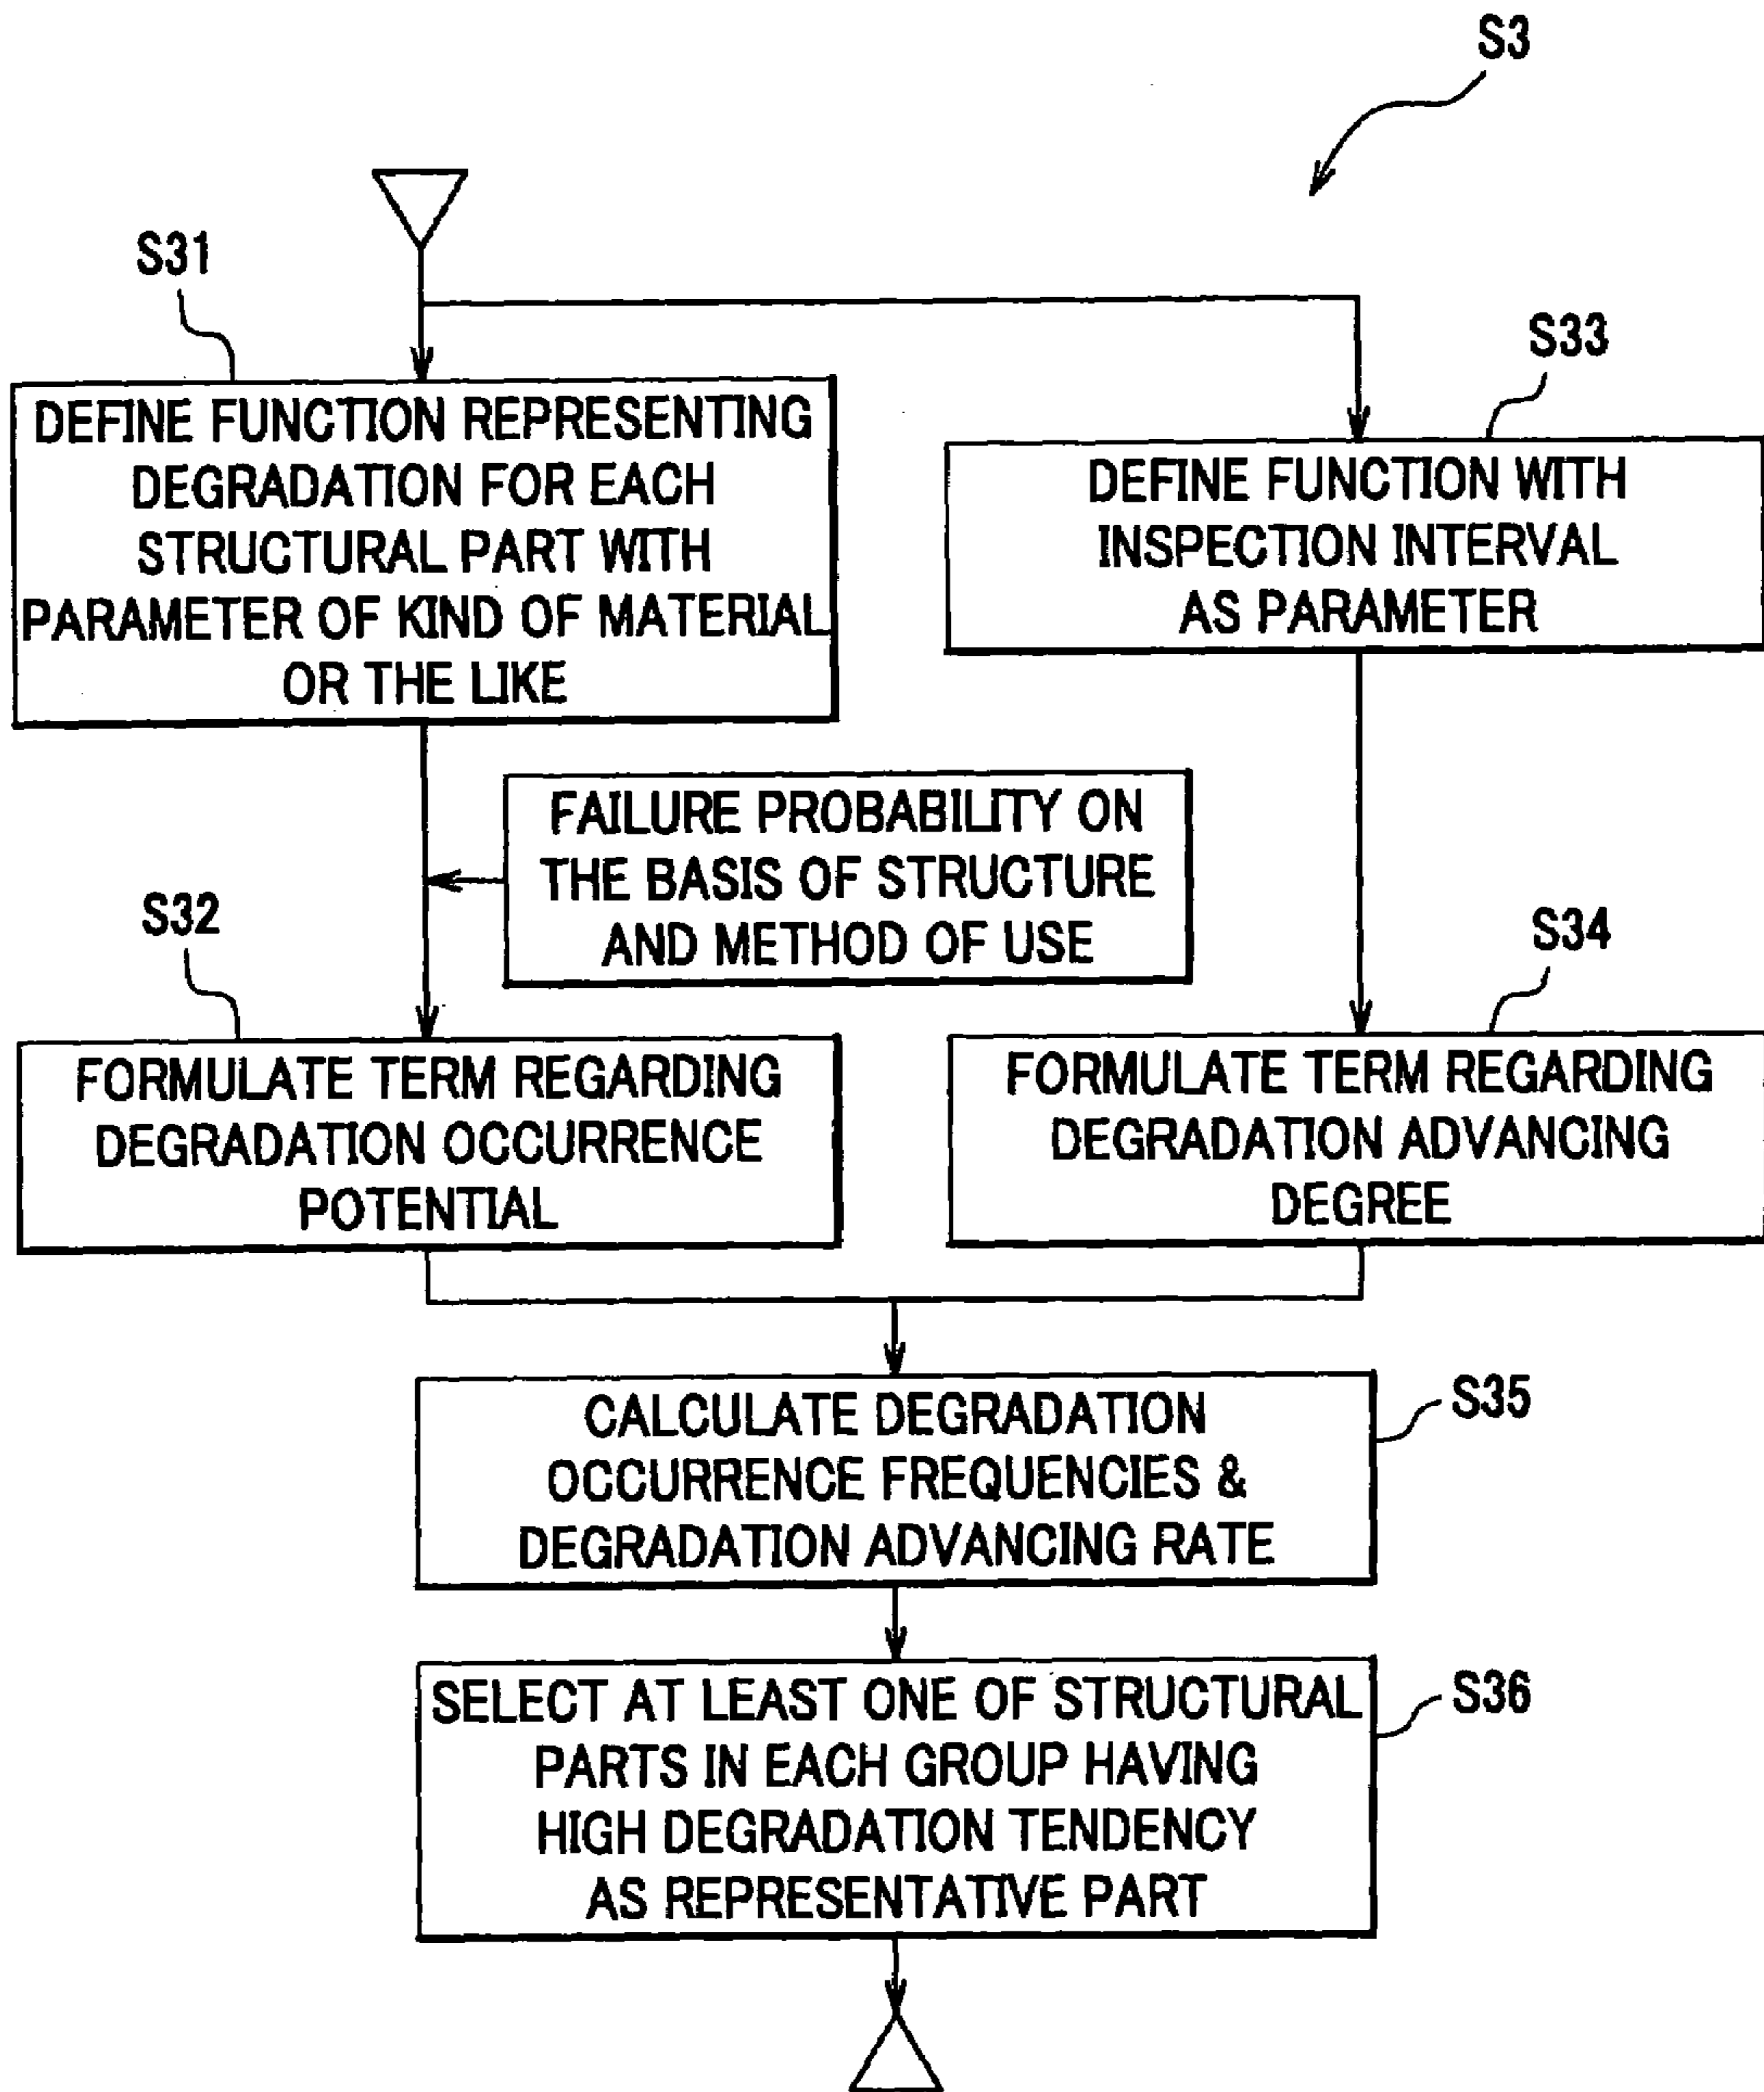 S3
S31
DEFINE FUNCTION REPRESENTING
DEGRADATION FOR EACH
STRUCTURAL PART WITH
PARAMETER OF KIND OF MATERIAL
OR THE LIKE
S33
DEFINE FUNCTION WITH
INSPECTION INTERVAL
AS PARAMETER
FAILURE PROBABILITY ON
THE BASIS OF STRUCTURE
AND METHOD OF USE
S32
FORMULATE TERM REGARDING
DEGRADATION OCCURRENCE
POTENTIAL
S34
FORMULATE TERM REGARDING
DEGRADATION ADVANCING
DEGREE
CALCULATE DEGRADATION
OCCURRENCE FREQUENCIES &
DEGRADATION ADVANCING RATE
S35
SELECT AT LEAST ONE OF STRUCTURAL
PARTS IN EACH GROUP HAVING
HIGH DEGRADATION TENDENCY
AS REPRESENTATIVE PART
S36